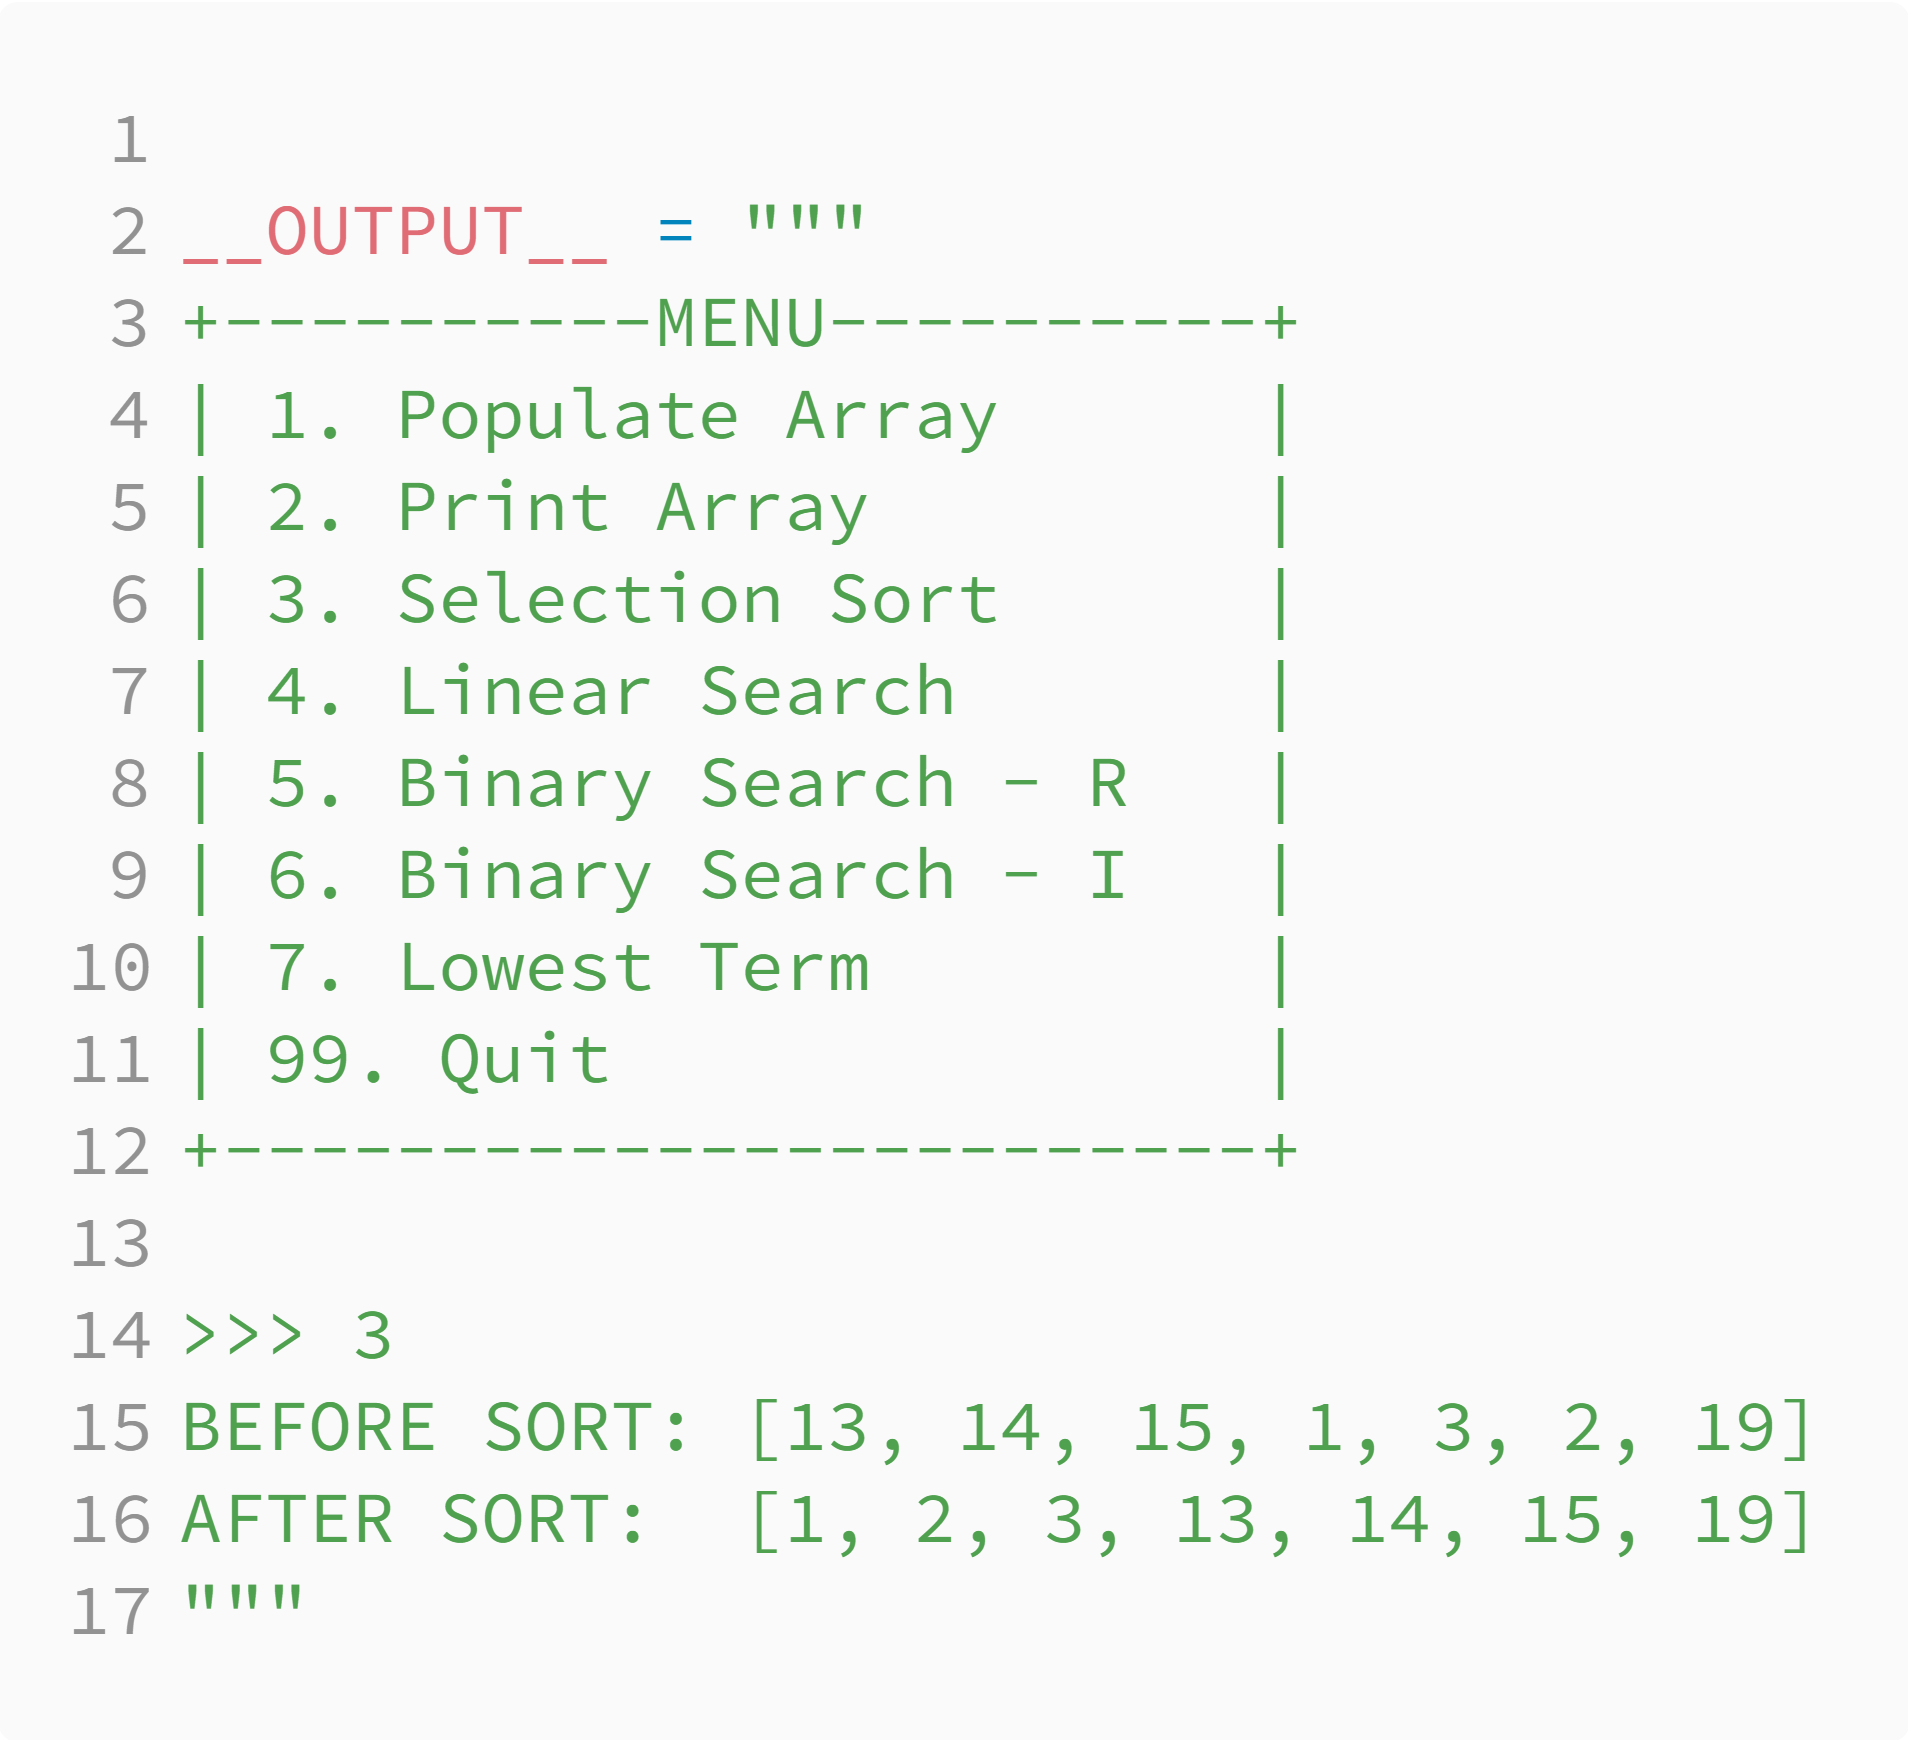 1
2 __OUTPUT__ = """
3 +----------MENU----------+
4 | 1. Populate Array      |
5 | 2. Print Array         |
6 | 3. Selection Sort      |
7 | 4. Linear Search       |
8 | 5. Binary Search - R   |
9 | 6. Binary Search - I   |
10 | 7. Lowest Term         |
11 | 99. Quit               |
12 +------------------------+
13
14 >>> 3
15 BEFORE SORT: [13, 14, 15, 1, 3, 2, 19]
16 AFTER SORT:  [1, 2, 3, 13, 14, 15, 19]
17 """